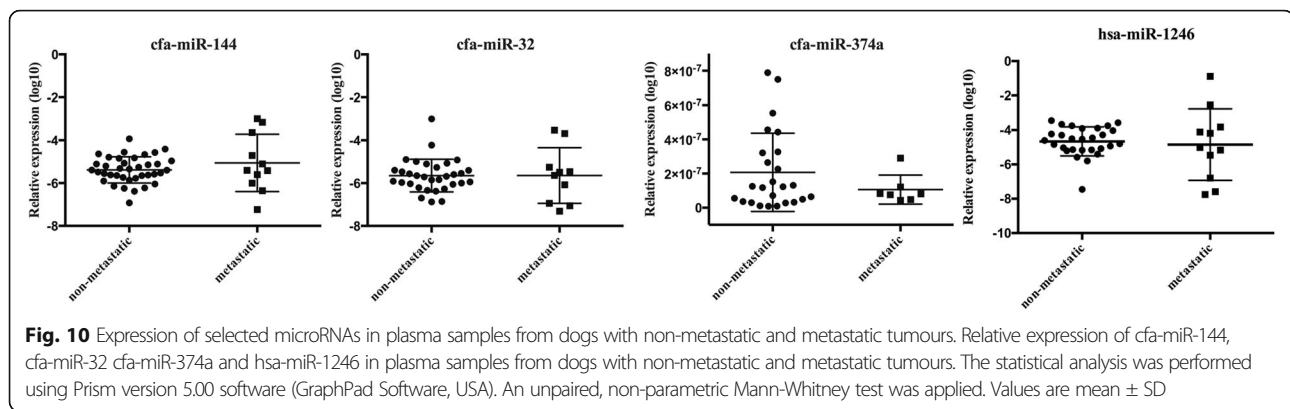 cfa-miR-144
Relative expression (log10)
0
-2
-4
-6
-8
non-metastatic
metastatic
cfa-miR-32
Relative expression (log10)
0
-2
-4
-6
-8
non-metastatic
metastatic
cfa-miR-374a
Relative expression (log10)
8×10-7
6×10-7
4×10-7
2×10-7
0
non-metastatic
metastatic
hsa-miR-1246
Relative expression (log10)
0
-2
-4
-6
-8
-10
non-metastatic
metastatic
Fig. 10 Expression of selected microRNAs in plasma samples from dogs with non-metastatic and metastatic tumours. Relative expression of cfa-miR-144,
cfa-miR-32 cfa-miR-374a and hsa-miR-1246 in plasma samples from dogs with non-metastatic and metastatic tumours. The statistical analysis was performed
using Prism version 5.00 software (GraphPad Software, USA). An unpaired, non-parametric Mann-Whitney test was applied. Values are mean ± SD